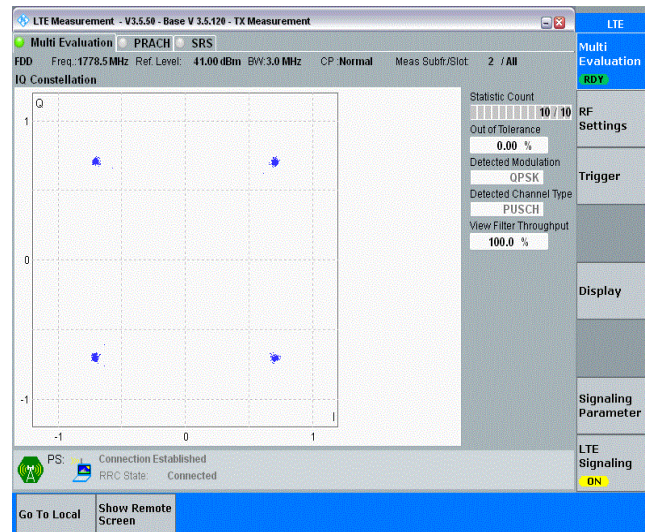 LTE Measurement - V3.5.50 - Base V 3.5.120 - TX Measurement
LTE
Multi Evaluation PRACH SRS
Multi
Evaluation
RDY
FDD Freq.:1778.5 MHz Ref. Level: 41.00 dBm BW:3.0 MHz CP :Normal Meas Subfr./Slot: 2 / All
IQ Constellation
Q
1
0
-1
-1 0 1
I
Statistic Count
10 / 10
Out of Tolerance
0.00 %
Detected Modulation
QPSK
Detected Channel Type
PUSCH
View Filter Throughput
100.0 %
RF
Settings
Trigger
Display
Signaling
Parameter
LTE
Signaling
ON
PS: Connection Established
RRC State: Connected
Go To Local
Show Remote
Screen